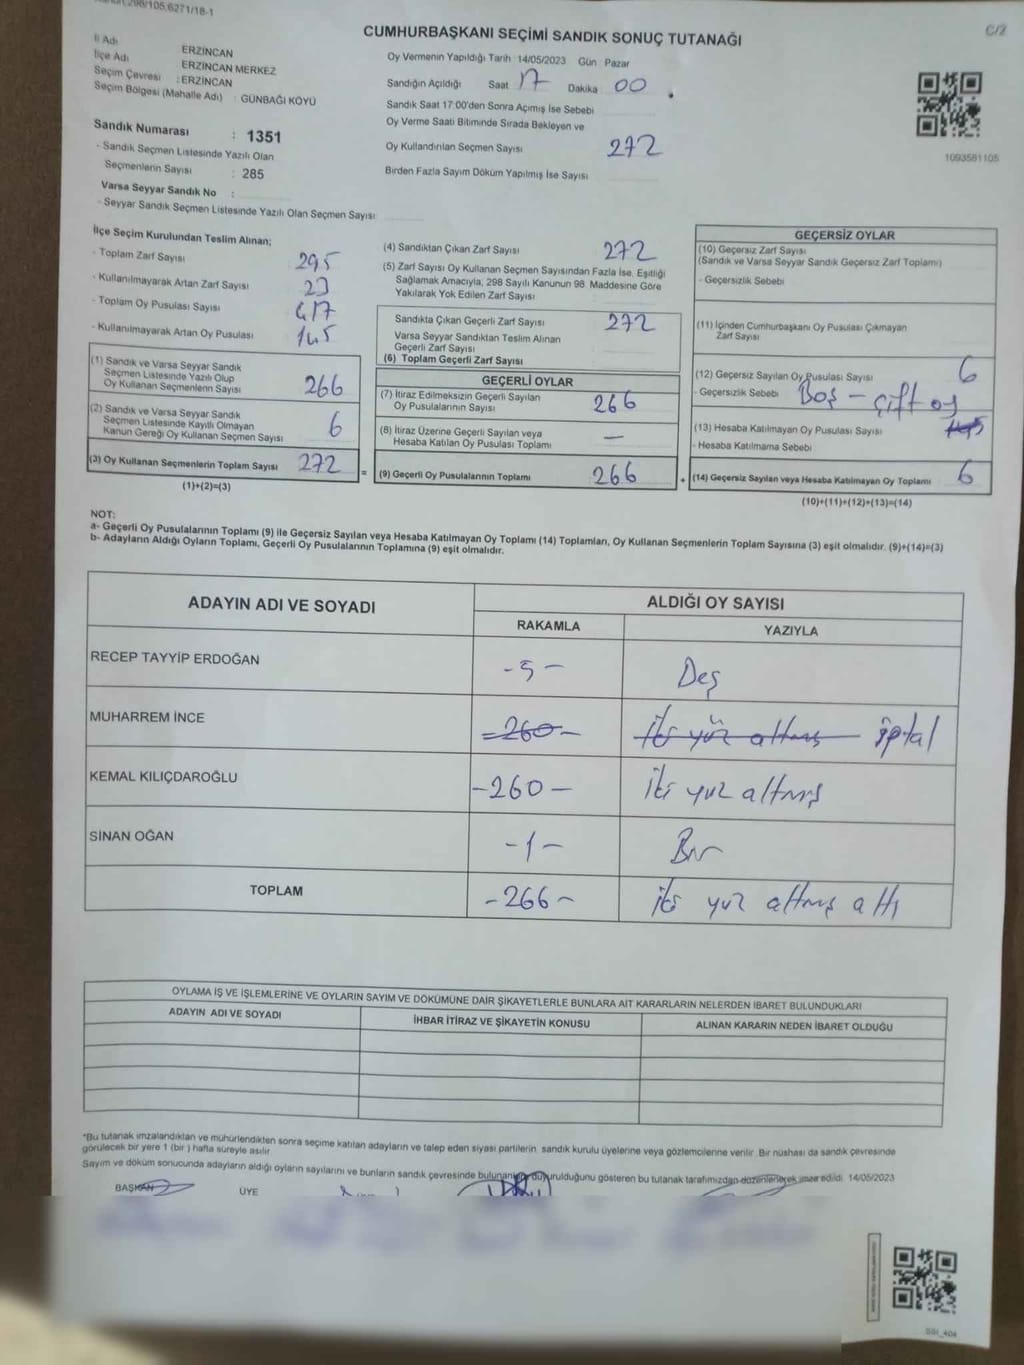 298/105,6271/18-1
C/2
CUMHURBAŞKANI SEÇİMİ SANDIK SONUÇ TUTANAĞI
İl Adı ERZİNCAN
İlçe Adı ERZİNCAN MERKEZ
Seçim Çevresi : ERZİNCAN
Seçim Bölgesi (Mahalle Adı) : GÜNBAĞI KÖYÜ
Sandık Numarası : 1351
- Sandık Seçmen Listesinde Yazılı Olan
Seçmenlerin Sayısı : 285
Varsa Seyyar Sandık No :
- Seyyar Sandık Seçmen Listesinde Yazılı Olan Seçmen Sayısı:
Oy Vermenin Yapıldığı Tarih 14/05/2023 Gün Pazar
Sandığın Açıldığı Saat 17 Dakika 00
Sandık Saat 17:00'den Sonra Açımış İse Sebebi
Oy Verme Saati Bitiminde Sırada Bekleyen ve
Oy Kullandırılan Seçmen Sayısı 272
Birden Fazla Sayım Döküm Yapılmış İse Sayısı
1093581105
İlçe Seçim Kurulundan Teslim Alınan;
- Toplam Zarf Sayısı 295
- Kullanılmayarak Artan Zarf Sayısı 23
- Toplam Oy Pusulası Sayısı 417
- Kullanılmayarak Artan Oy Pusulası 145
(1) Sandık ve Varsa Seyyar Sandık
Seçmen Listesinde Yazılı Olup
Oy Kullanan Seçmenlerin Sayısı 266
(2) Sandık ve Varsa Seyyar Sandık
Seçmen Listesinde Kayıtlı Olmayan
Kanun Gereği Oy Kullanan Seçmen Sayısı 6
(3) Oy Kullanan Seçmenlerin Toplam Sayısı 272
(1)+(2)=(3)
(4) Sandıktan Çıkan Zarf Sayısı 272
(5) Zarf Sayısı Oy Kullanan Seçmen Sayısından Fazla İse, Eşitliği
Sağlamak Amacıyla, 298 Sayılı Kanunun 98. Maddesine Göre
Yakılarak Yok Edilen Zarf Sayısı
Sandıkta Çıkan Geçerli Zarf Sayısı 272
Varsa Seyyar Sandıktan Teslim Alınan
Geçerli Zarf Sayısı
(6) Toplam Geçerli Zarf Sayısı
GEÇERLİ OYLAR
(7) İtiraz Edilmeksizin Geçerli Sayılan
Oy Pusulalarının Sayısı 266
(8) İtiraz Üzerine Geçerli Sayılan veya
Hesaba Katılan Oy Pusulası Toplamı —
= (9) Geçerli Oy Pusulalarının Toplamı 266
GEÇERSİZ OYLAR
(10) Geçersiz Zarf Sayısı
(Sandık ve Varsa Seyyar Sandık Geçersiz Zarf Toplamı)
- Geçersizlik Sebebi
(11) İçinden Cumhurbaşkanı Oy Pusulası Çıkmayan
Zarf Sayısı
(12) Geçersiz Sayılan Oy Pusulası Sayısı 6
- Geçersizlik Sebebi Boş - çift oy
(13) Hesaba Katılmayan Oy Pusulası Sayısı
- Hesaba Katılmama Sebebi
+ (14) Geçersiz Sayılan veya Hesaba Katılmayan Oy Toplamı 6
(10)+(11)+(12)+(13)=(14)
NOT:
a- Geçerli Oy Pusulalarının Toplamı (9) ile Geçersiz Sayılan veya Hesaba Katılmayan Oy Toplamı (14) Toplamları, Oy Kullanan Seçmenlerin Toplam Sayısına (3) eşit olmalıdır. (9)+(14)=(3)
b- Adayların Aldığı Oyların Toplamı, Geçerli Oy Pusulalarının Toplamına (9) eşit olmalıdır.
ADAYIN ADI VE SOYADI ALDIĞI OY SAYISI
RAKAMLA YAZIYLA
RECEP TAYYİP ERDOĞAN -5- Beş
MUHARREM İNCE =260- İki yüz altmış iptal
KEMAL KILIÇDAROĞLU -260- İki yuz altmış
SİNAN OĞAN -1- Bir
TOPLAM -266- İki yuz altmış altı
OYLAMA İŞ VE İŞLEMLERİNE VE OYLARIN SAYIM VE DÖKÜMÜNE DAİR ŞİKAYETLERLE BUNLARA AİT KARARLARIN NELERDEN İBARET BULUNDUKLARI
ADAYIN ADI VE SOYADI İHBAR İTİRAZ VE ŞİKAYETİN KONUSU ALINAN KARARIN NEDEN İBARET OLDUĞU
*Bu tutanak imzalandıktan ve mühürlendikten sonra seçime katılan adayların ve talep eden siyasi partilerin, sandık kurulu üyelerine veya gözlemcilerine verilir. Bir nüshası da sandık çevresinde
görülecek bir yere 1 (bir) hafta süreyle asılır.
Sayım ve döküm sonucunda adayların aldığı oyların sayılarını ve bunların sandık çevresinde duyurulduğunu gösteren bu tutanak tarafımızdan düzenlenerek imza edildi. 14/05/2023
BAŞKAN ÜYE
SSI_404